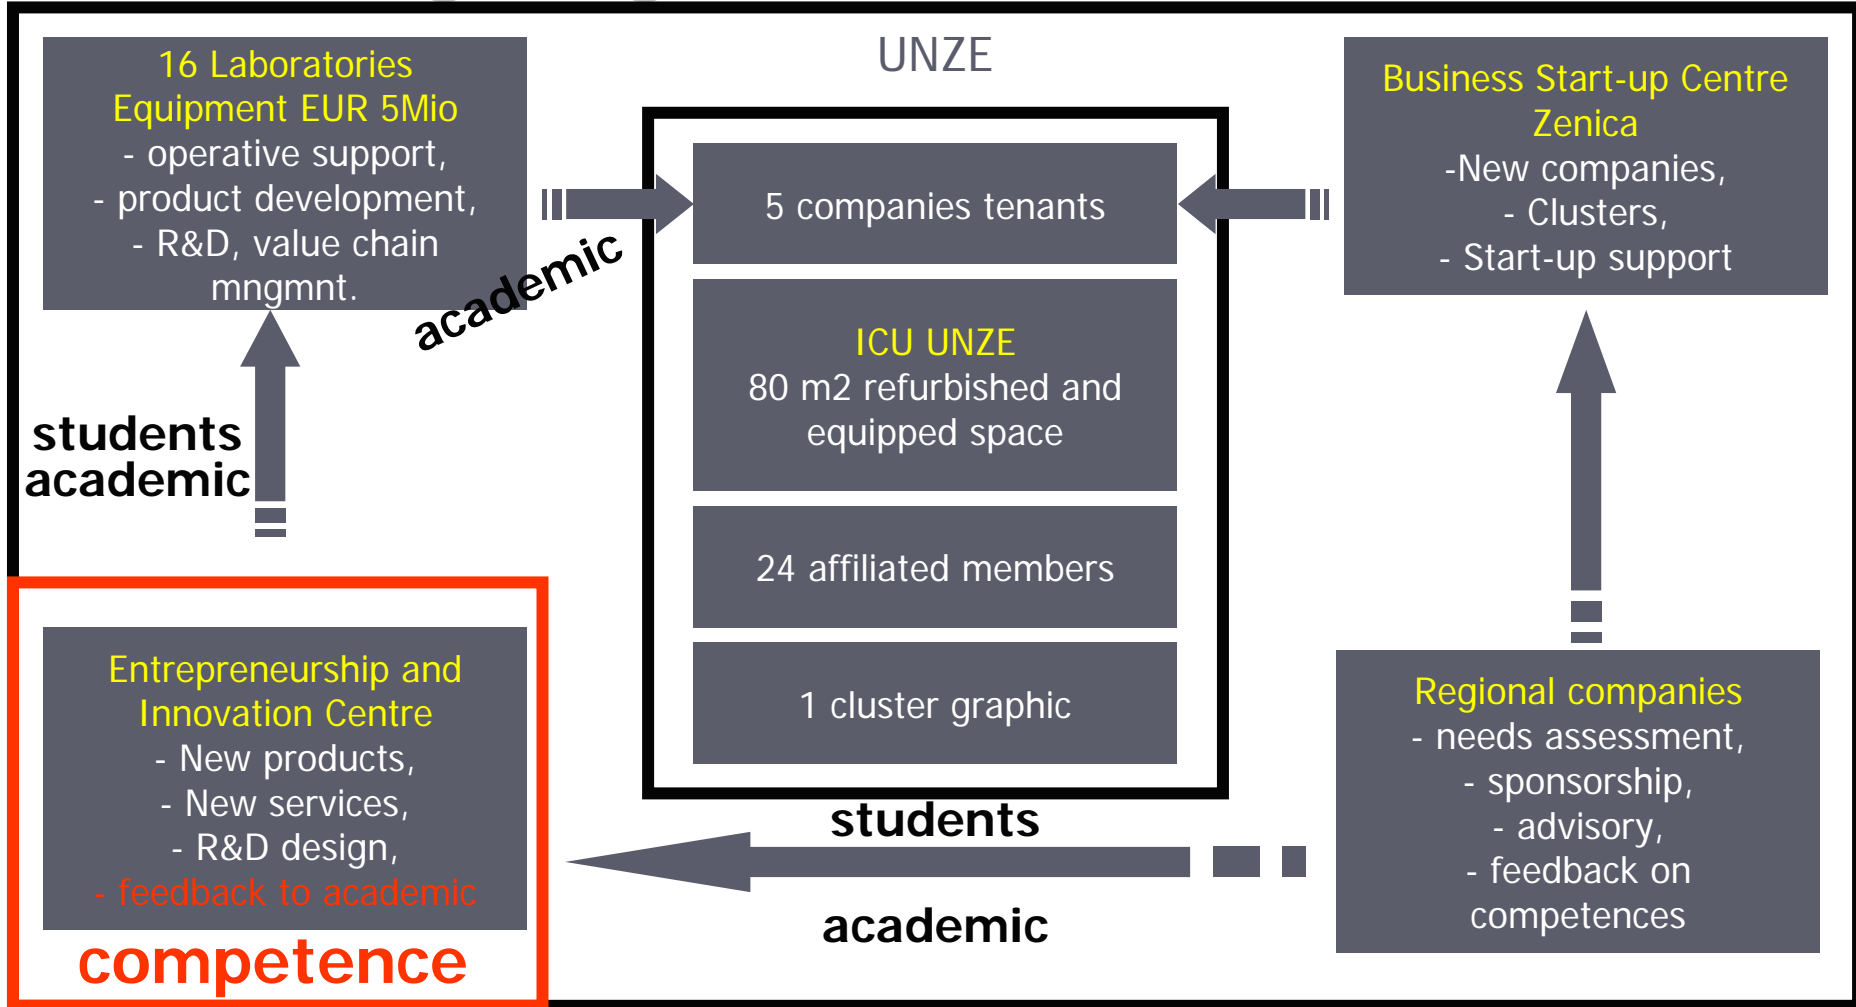 UNZE
16 Laboratories
Equipment EUR 5Mio
- operative support,
- product development,
- R&D, value chain
mngmnt.
academic
students
academic
5 companies tenants
ICU UNZE
80 m2 refurbished and
equipped space
24 affiliated members
1 cluster graphic
Business Start-up Centre
Zenica
-New companies,
- Clusters,
- Start-up support
Entrepreneurship and
Innovation Centre
- New products,
- New services,
- R&D design,
- feedback to academic
competence
students
academic
Regional companies
- needs assessment,
- sponsorship,
- advisory,
- feedback on
competences